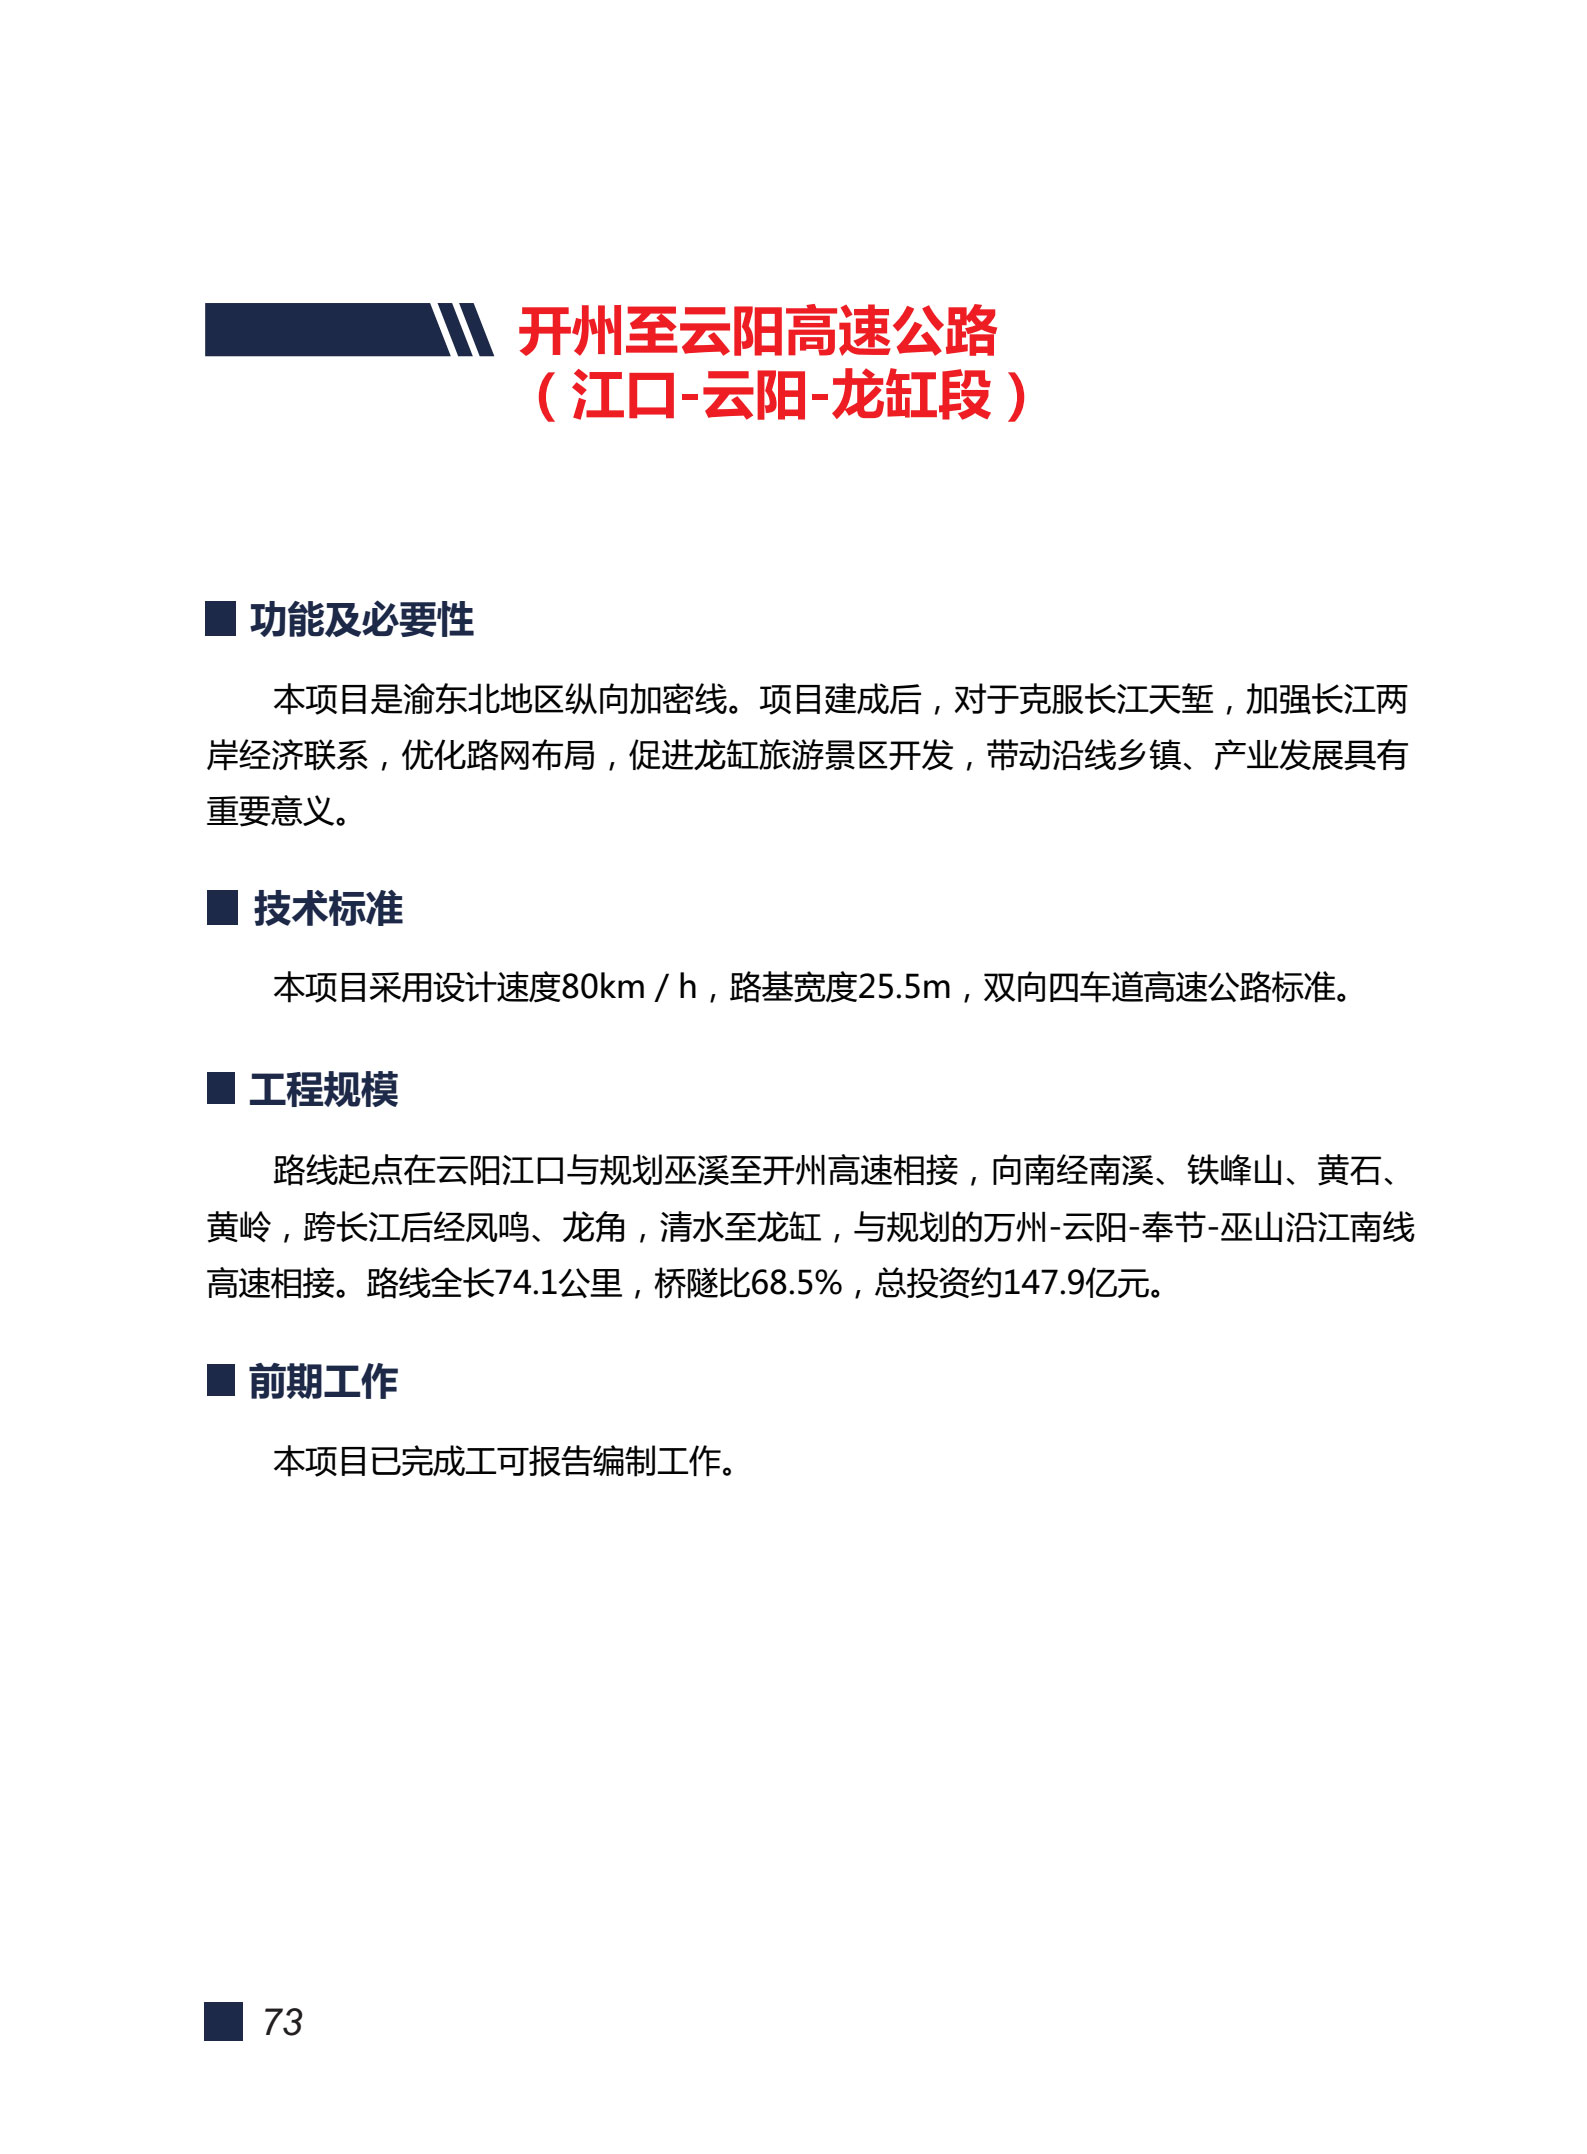 开州至云阳高速公路
（江口-云阳-龙缸段）
功能及必要性
本项目是渝东北地区纵向加密线。项目建成后，对于克服长江天堑，加强长江两
岸经济联系，优化路网布局，促进龙缸旅游景区开发，带动沿线乡镇、产业发展具有
重要意义。
技术标准
本项目采用设计速度80km / h，路基宽度25.5m，双向四车道高速公路标准。
工程规模
路线起点在云阳江口与规划巫溪至开州高速相接，向南经南溪、铁峰山、黄石、
黄岭，跨长江后经凤鸣、龙角，清水至龙缸，与规划的万州-云阳-奉节-巫山沿江南线
高速相接。路线全长74.1公里，桥隧比68.5%，总投资约147.9亿元。
前期工作
本项目已完成工可报告编制工作。
73